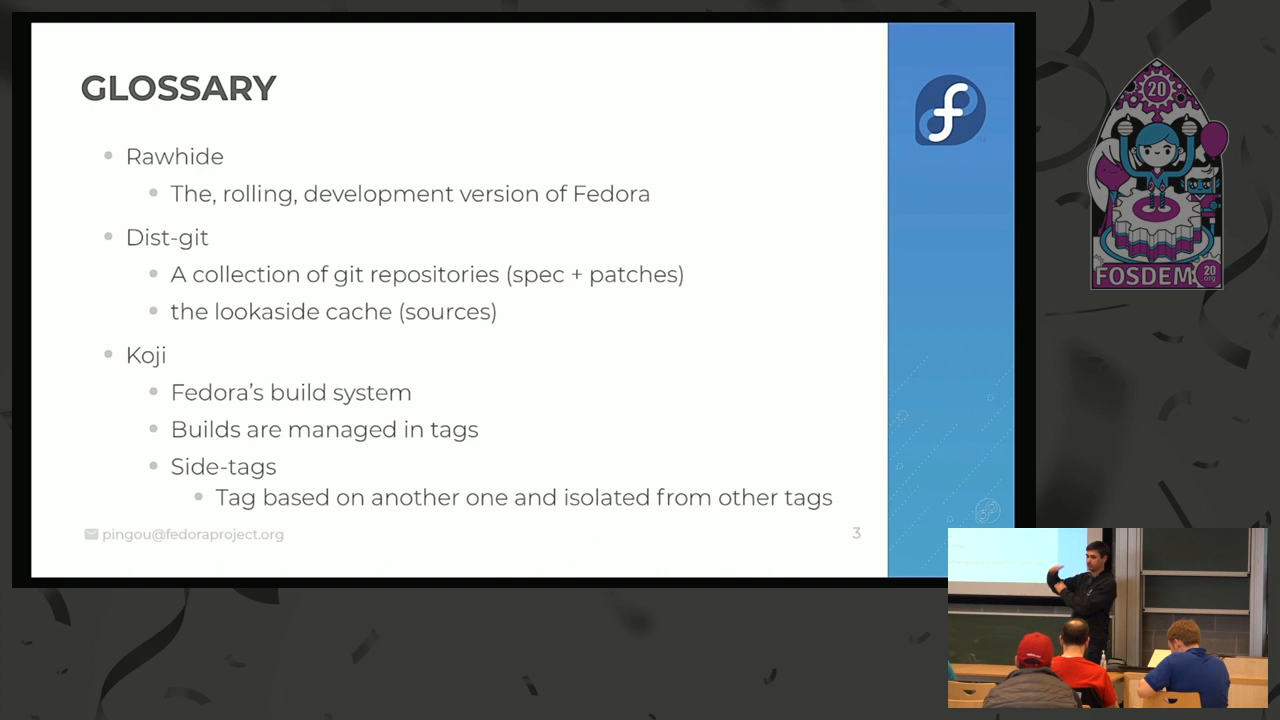 GLOSSARY
Rawhide
The, rolling, development version of Fedora
Dist-git
A collection of git repositories (spec + patches)
the lookaside cache (sources)
Koji
Fedora's build system
Builds are managed in tags
Side-tags
Tag based on another one and isolated from other tags
pingou@fedoraproject.org
3
20
FOSDEM
20
org